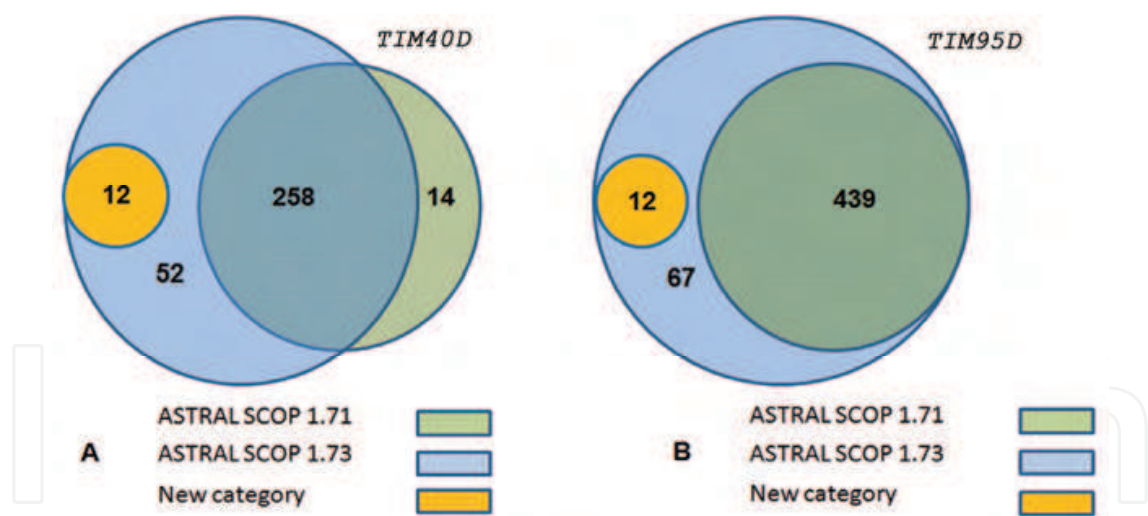 TIM40D
12
258
14
52
ASTRAL SCOP 1.71
A
ASTRAL SCOP 1.73
New category
TIM95D
12
439
67
ASTRAL SCOP 1.71
B
ASTRAL SCOP 1.73
New category